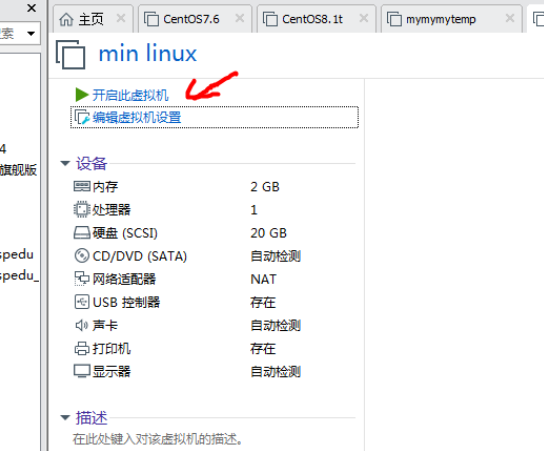 主页 CentOS7.6 CentOS8.1t mymymytemp
min linux
开启此虚拟机
编辑虚拟机设置
设备
内存 2 GB
处理器 1
硬盘 (SCSI) 20 GB
CD/DVD (SATA) 自动检测
网络适配器 NAT
USB 控制器 存在
声卡 自动检测
打印机 存在
显示器 自动检测
描述
在此处键入对该虚拟机的描述。
索
4
旗舰版
spedu
spedu_